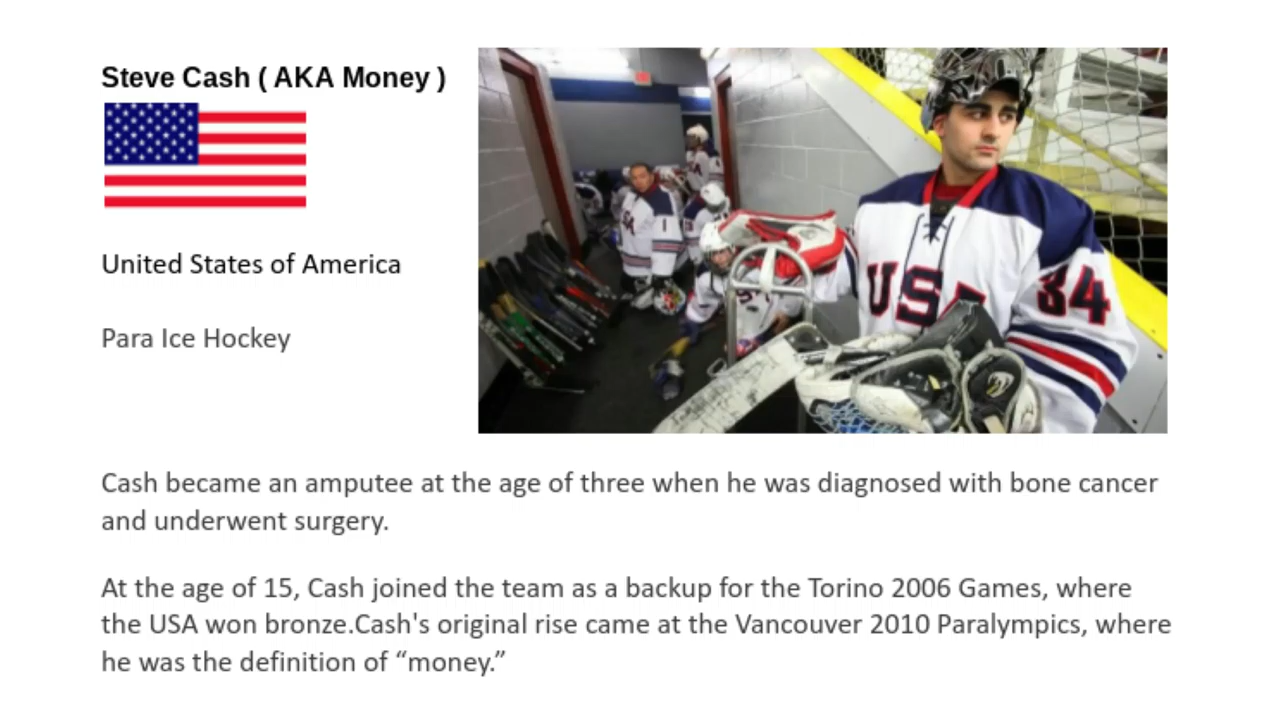 Steve Cash ( AKA Money )
United States of America
Para Ice Hockey
USA 34
Cash became an amputee at the age of three when he was diagnosed with bone cancer
and underwent surgery.
At the age of 15, Cash joined the team as a backup for the Torino 2006 Games, where
the USA won bronze.Cash's original rise came at the Vancouver 2010 Paralympics, where
he was the definition of “money.”